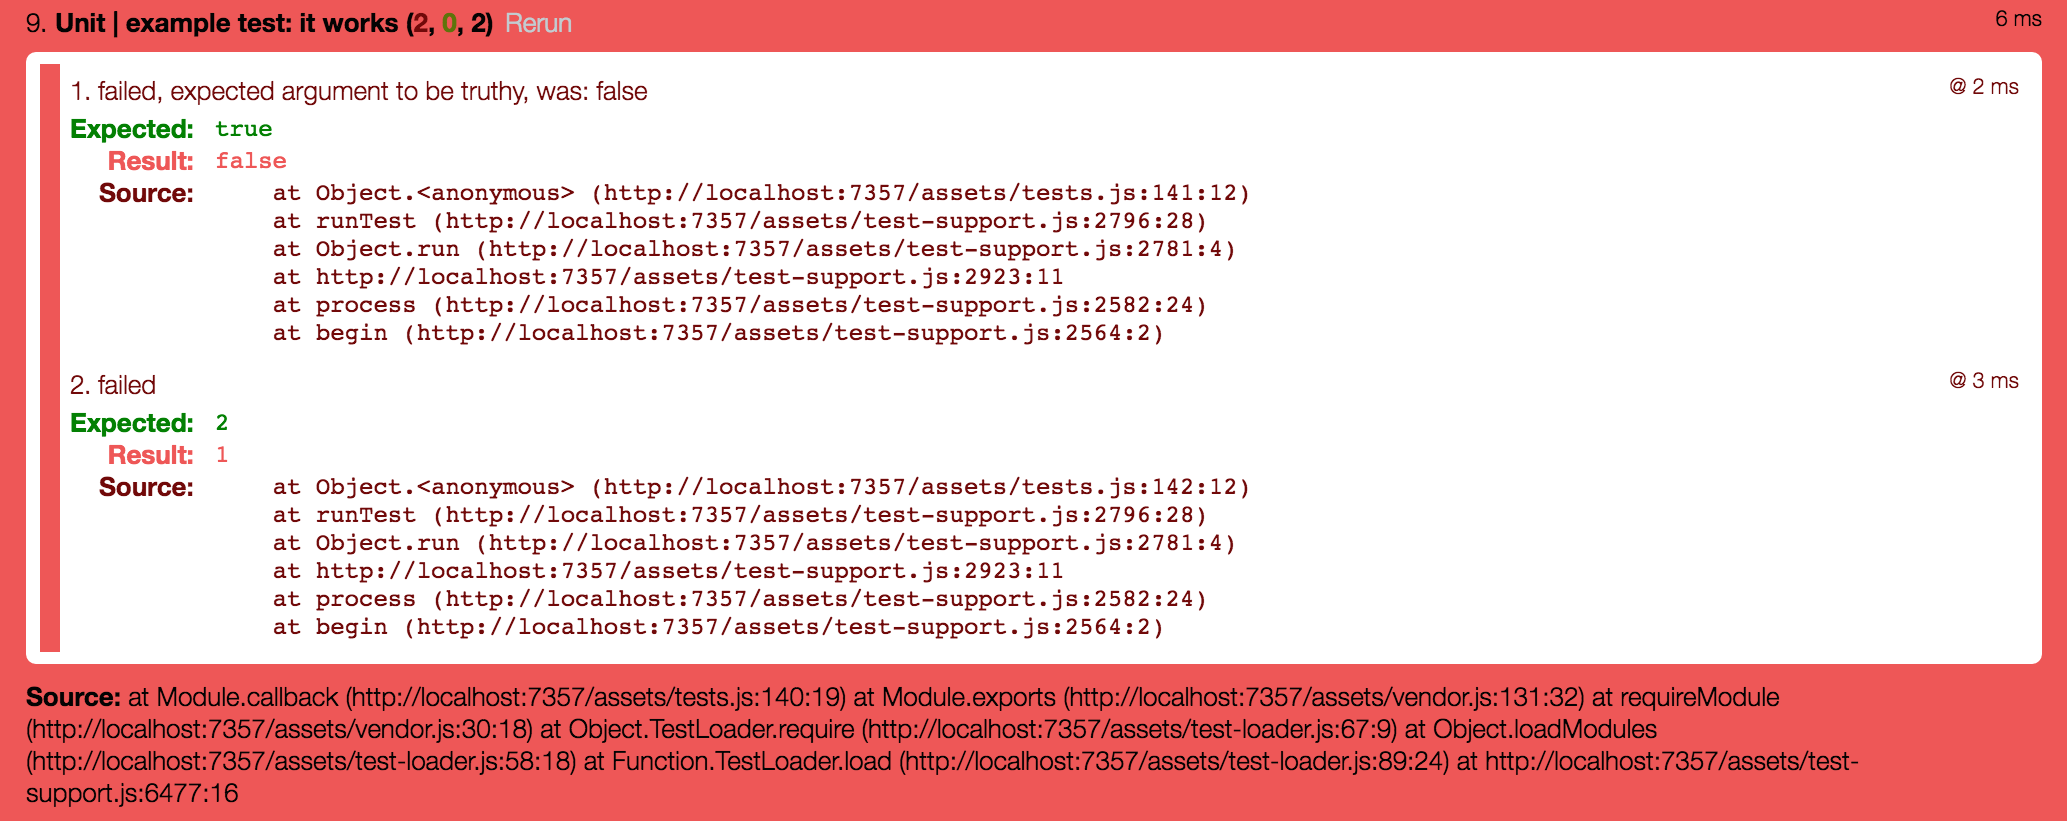 9. Unit | example test: it works (2, 0, 2) Rerun 6 ms
1. failed, expected argument to be truthy, was: false @ 2 ms
Expected: true
Result: false
Source: at Object.<anonymous> (http://localhost:7357/assets/tests.js:141:12)
at runTest (http://localhost:7357/assets/test-support.js:2796:28)
at Object.run (http://localhost:7357/assets/test-support.js:2781:4)
at http://localhost:7357/assets/test-support.js:2923:11
at process (http://localhost:7357/assets/test-support.js:2582:24)
at begin (http://localhost:7357/assets/test-support.js:2564:2)
2. failed @ 3 ms
Expected: 2
Result: 1
Source: at Object.<anonymous> (http://localhost:7357/assets/tests.js:142:12)
at runTest (http://localhost:7357/assets/test-support.js:2796:28)
at Object.run (http://localhost:7357/assets/test-support.js:2781:4)
at http://localhost:7357/assets/test-support.js:2923:11
at process (http://localhost:7357/assets/test-support.js:2582:24)
at begin (http://localhost:7357/assets/test-support.js:2564:2)
Source: at Module.callback (http://localhost:7357/assets/tests.js:140:19) at Module.exports (http://localhost:7357/assets/vendor.js:131:32) at requireModule
(http://localhost:7357/assets/vendor.js:30:18) at Object.TestLoader.require (http://localhost:7357/assets/test-loader.js:67:9) at Object.loadModules
(http://localhost:7357/assets/test-loader.js:58:18) at Function.TestLoader.load (http://localhost:7357/assets/test-loader.js:89:24) at http://localhost:7357/assets/test-
support.js:6477:16